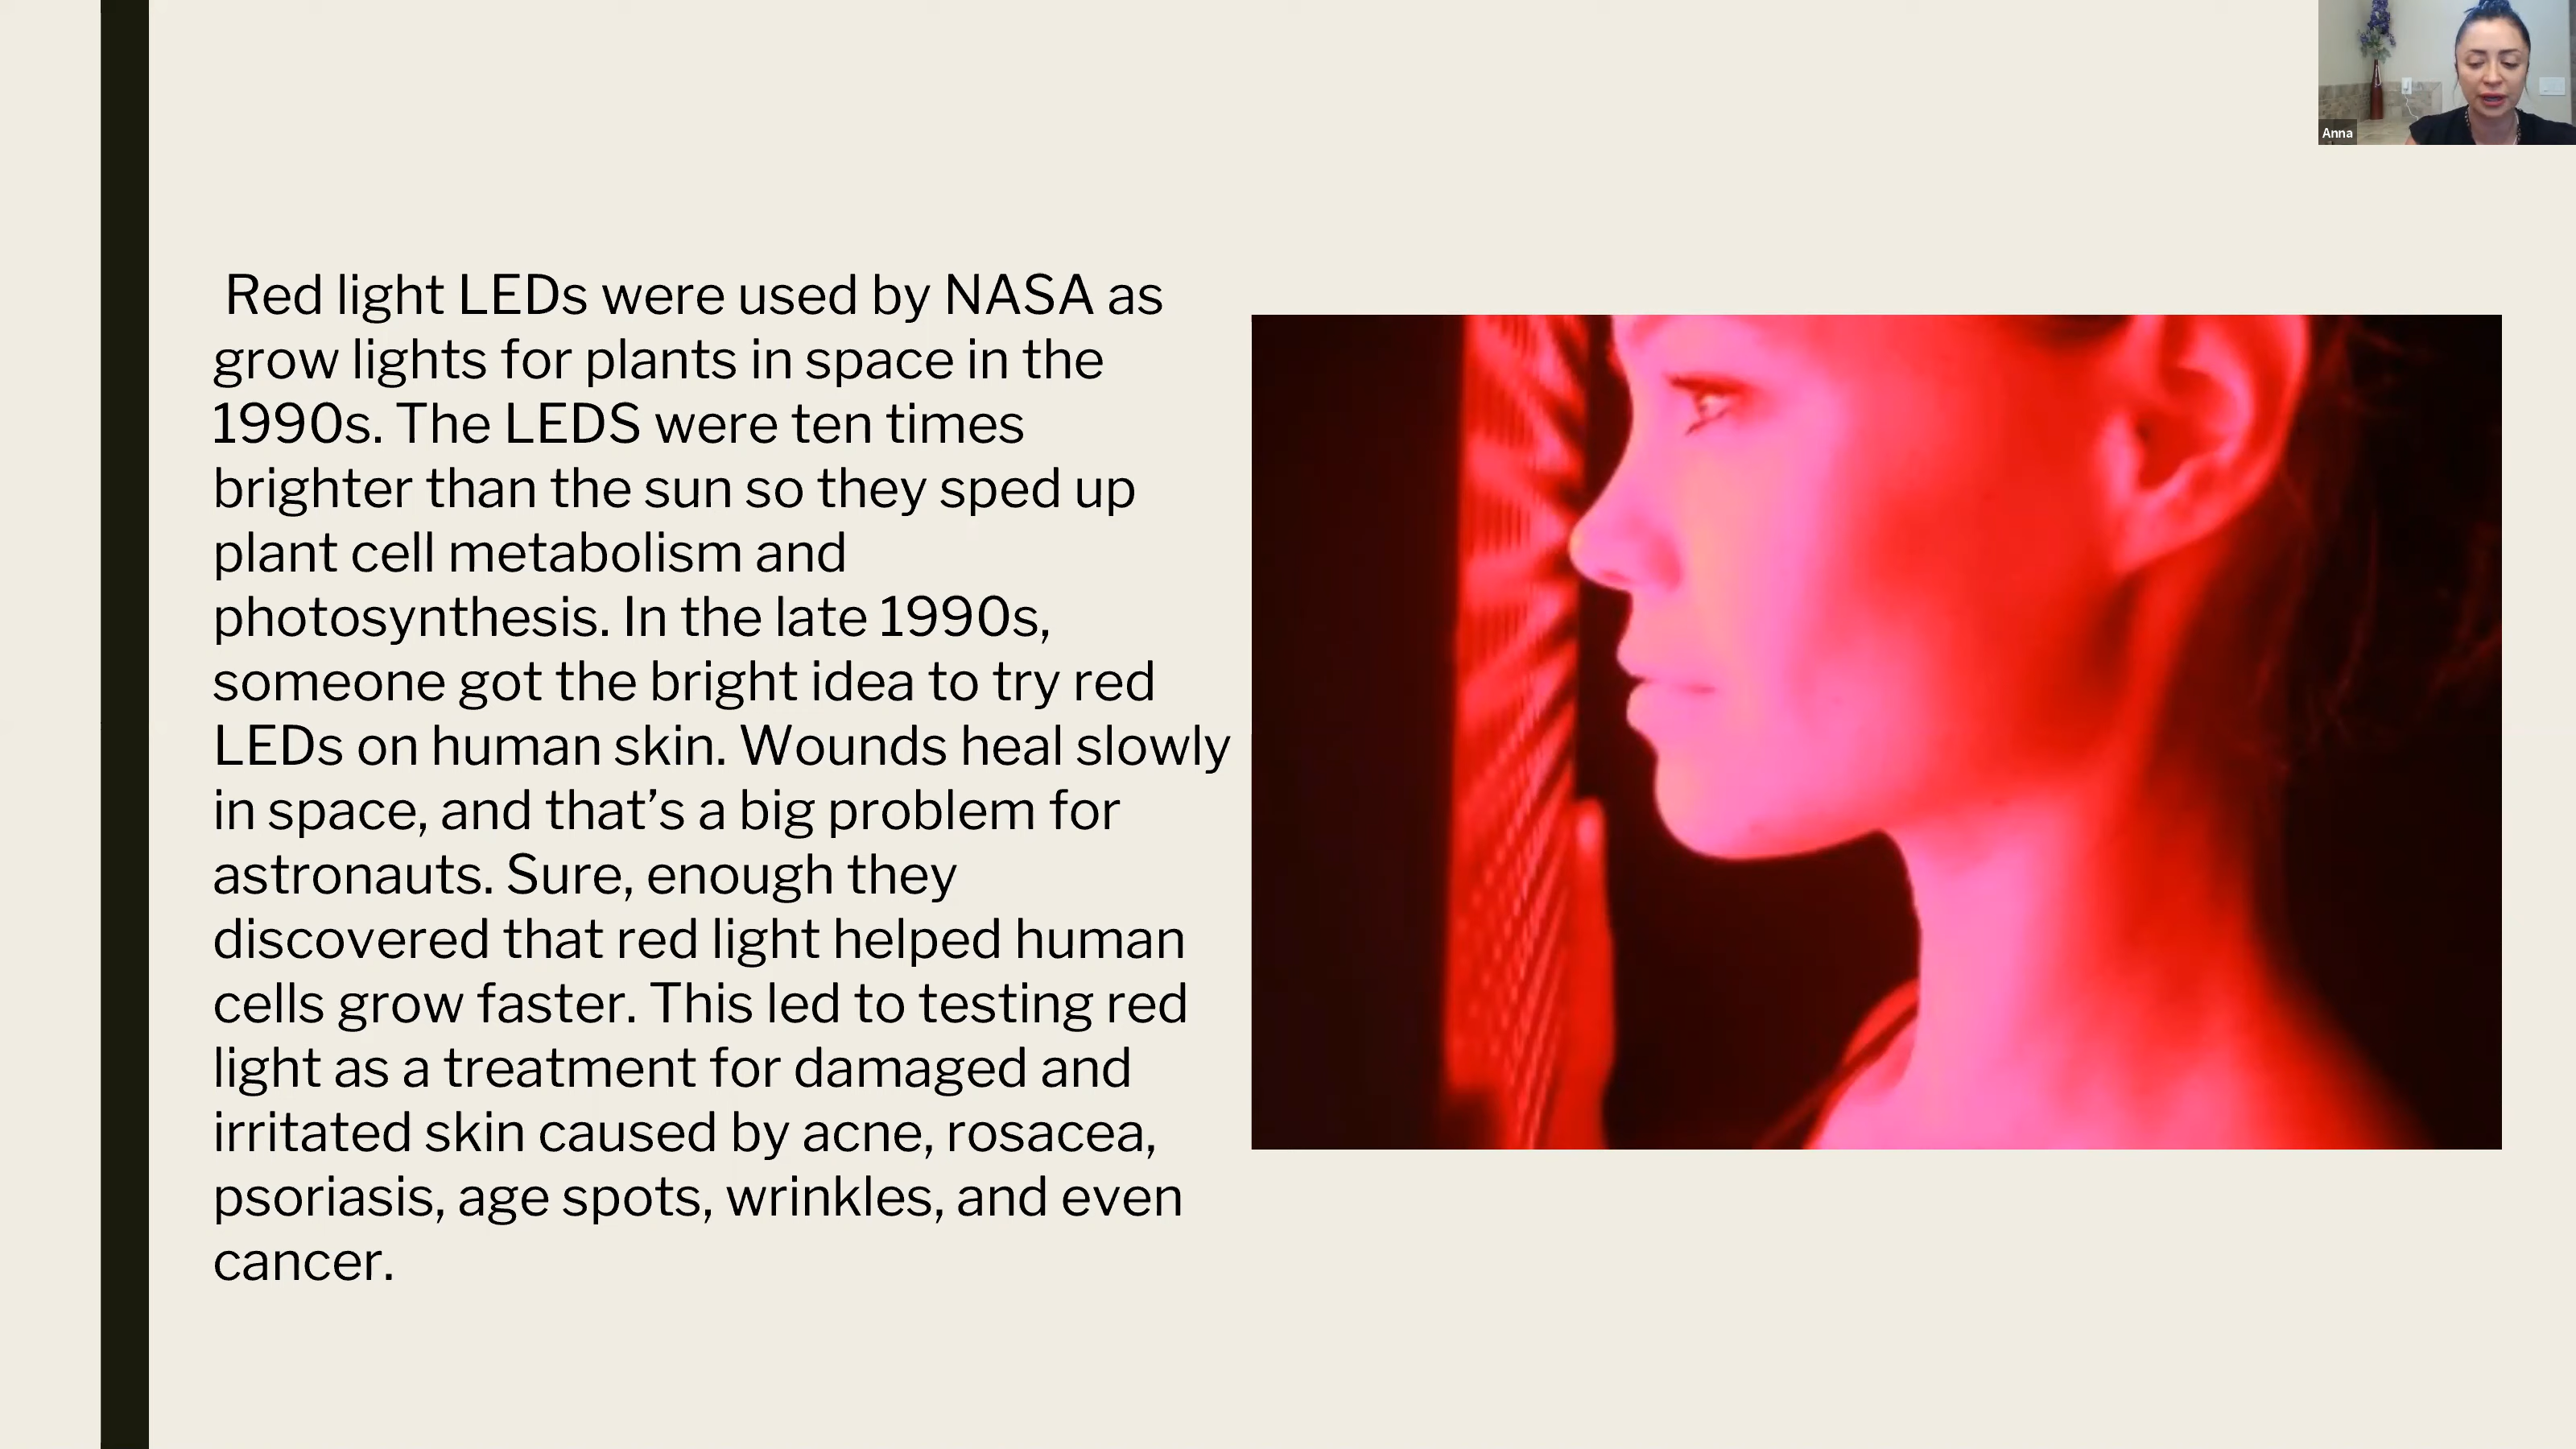 Anna
Red light LEDs were used by NASA as
grow lights for plants in space in the
1990s. The LEDS were ten times
brighter than the sun so they sped up
plant cell metabolism and
photosynthesis. In the late 1990s,
someone got the bright idea to try red
LEDs on human skin. Wounds heal slowly
in space, and that’s a big problem for
astronauts. Sure, enough they
discovered that red light helped human
cells grow faster. This led to testing red
light as a treatment for damaged and
irritated skin caused by acne, rosacea,
psoriasis, age spots, wrinkles, and even
cancer.